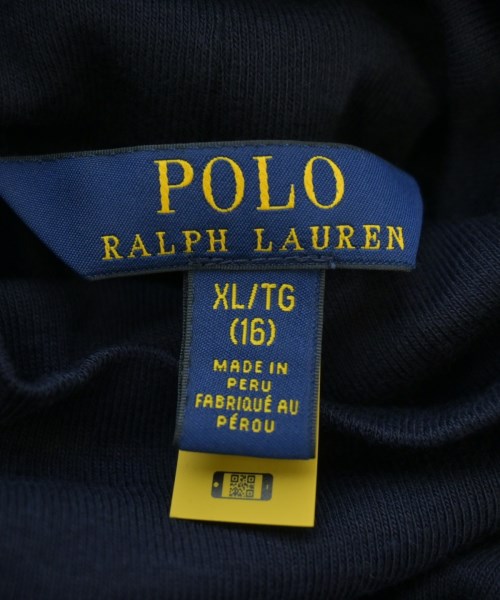 POLO
RALPH LAUREN
XL/TG
(16)
MADE IN
PERU
FABRIQUÉ AU
PÉROU